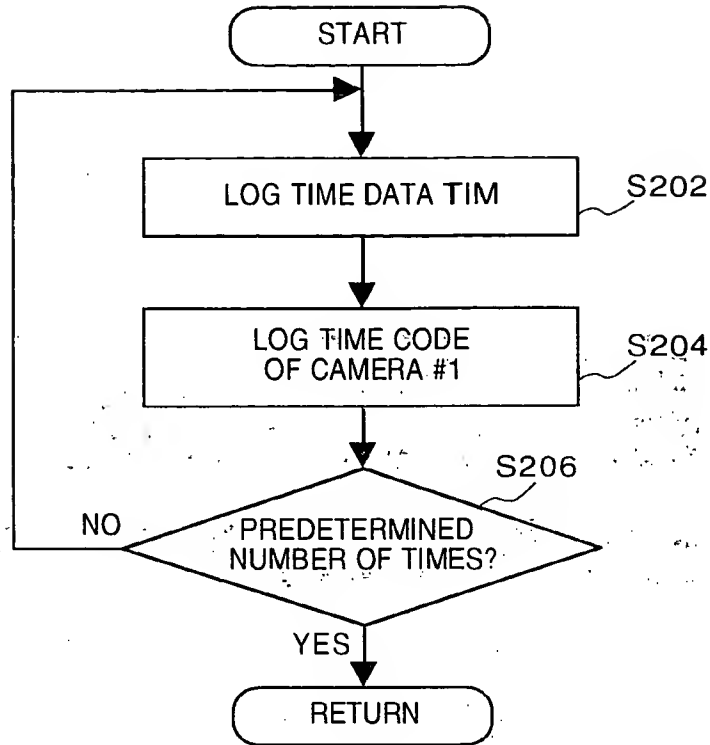 START
LOG TIME DATA TIM
S202
LOG TIME CODE
OF CAMERA #1
S204
S206
PREDETERMINED
NUMBER OF TIMES?
NO
YES
RETURN